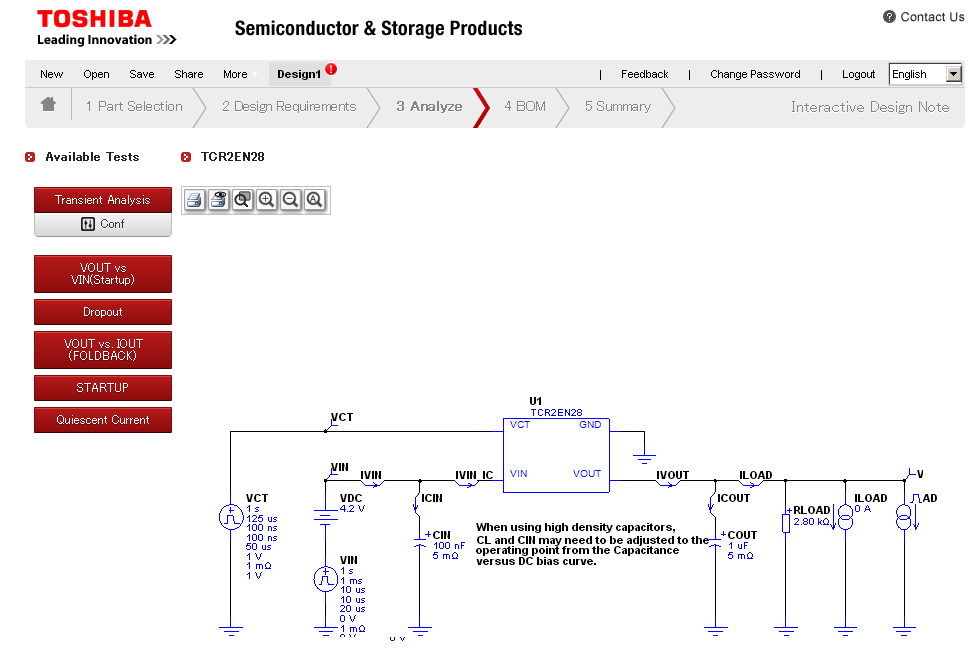 TOSHIBA
Leading Innovation >>>
Semiconductor & Storage Products
Contact Us
New Open Save Share More Design1 ! | Feedback | Change Password | Logout English
1 Part Selection 2 Design Requirements 3 Analyze 4 BOM 5 Summary Interactive Design Note
Available Tests
TCR2EN28
Transient Analysis
Conf
VOUT vs
VIN(Startup)
Dropout
VOUT vs. IOUT
(FOLDBACK)
STARTUP
Quiescent Current
U1
TCR2EN28
VCT
VCT GND
VIN VOUT
VIN
IVIN
IVIN_IC
IVOUT
ILOAD
V
VCT
1 s
125 us
100 ns
100 ns
50 us
1 V
1 mΩ
1 V
VDC
4.2 V
VIN
1 s
1 ms
10 us
10 us
20 us
0 V
1 mΩ
ICIN
+CIN
100 nF
5 mΩ
When using high density capacitors,
CL and CIN may need to be adjusted to the
operating point from the Capacitance
versus DC bias curve.
ICOUT
+COUT
1 uF
5 mΩ
+RLOAD
2.80 kΩ
ILOAD
0 A
AD